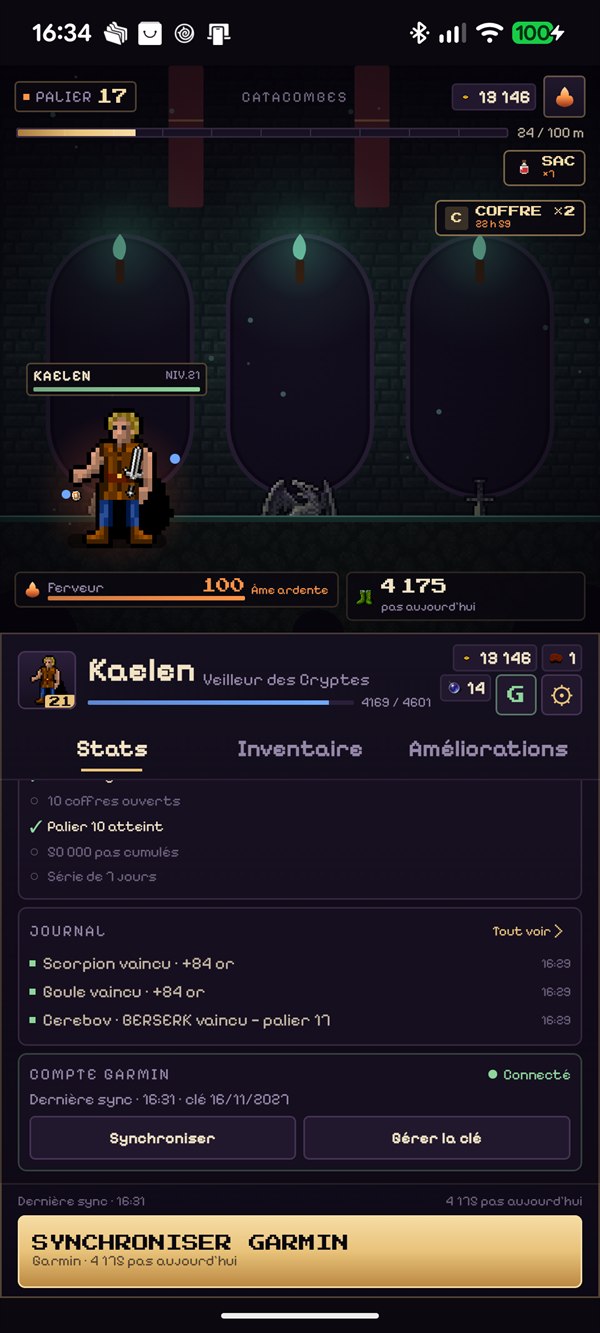 16:34
100
PALIER 17
CATACOMBES
13 146
24 / 100 m
SAC
×7
C
COFFRE ×2
22 h 59
KAELEN
NIV.21
Ferveur
100 Âme ardente
4 175
pas aujourd'hui
21
Kaelen
Veilleur des Cryptes
4169 / 4601
13 146
1
14
G
Stats
Inventaire
Améliorations
10 coffres ouverts
Palier 10 atteint
50 000 pas cumulés
Série de 7 jours
JOURNAL
Tout voir
Scorpion vaincu · +84 or
16:29
Goule vaincu · +84 or
16:29
Cerebov · BERSERK vaincu – palier 17
16:29
COMPTE GARMIN
Connecté
Dernière sync · 16:31 · clé 16/11/2027
Synchroniser
Gérer la clé
Dernière sync · 16:31
4 175 pas aujourd'hui
SYNCHRONISER GARMIN
Garmin · 4 175 pas aujourd'hui